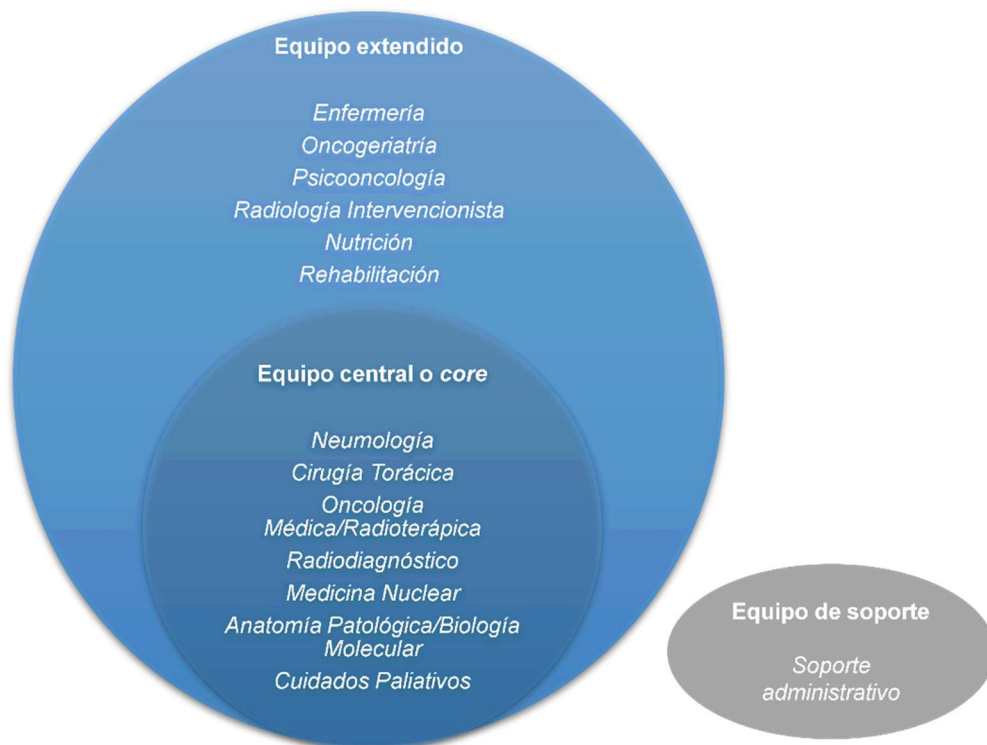 Equipo extendido
Enfermería
Oncogeriatría
Psicooncología
Radiología Intervencionista
Nutrición
Rehabilitación
Equipo central o core
Neumología
Cirugía Torácica
Oncología
Médica/Radioterápica
Radiodiagnóstico
Medicina Nuclear
Anatomía Patológica/Biología
Molecular
Cuidados Paliativos
Equipo de soporte
Soporte
administrativo